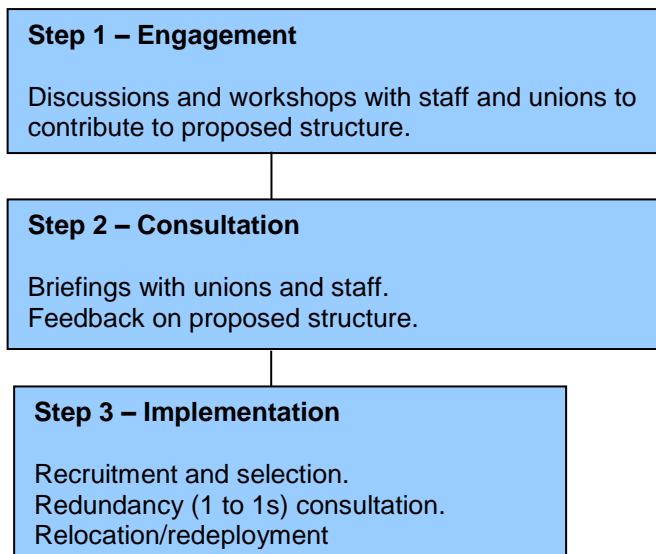 Step 1 – Engagement
Discussions and workshops with staff and unions to
contribute to proposed structure.
Step 2 – Consultation
Briefings with unions and staff.
Feedback on proposed structure.
Step 3 – Implementation
Recruitment and selection.
Redundancy (1 to 1s) consultation.
Relocation/redeployment